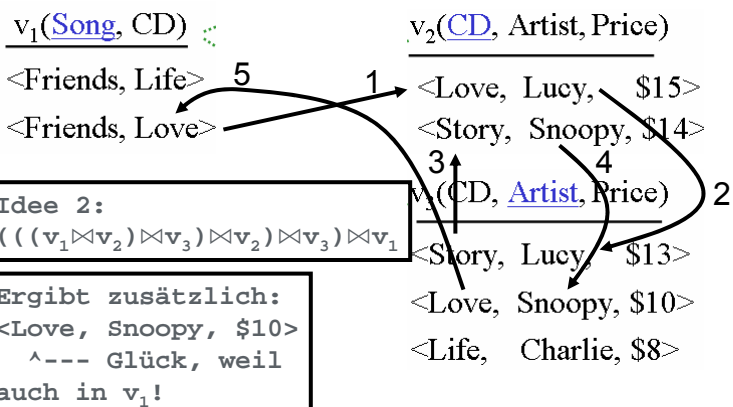 v₁(Song, CD)
<Friends, Life>
<Friends, Love>
5
1
v₂(CD, Artist, Price)
<Love, Lucy, $15>
<Story, Snoopy, $14>
3
4
2
v₃(CD, Artist, Price)
<Story, Lucy, $13>
<Love, Snoopy, $10>
<Life, Charlie, $8>
Idee 2:
(((v₁⋈v₂)⋈v₃)⋈v₂)⋈v₃)⋈v₁
Ergibt zusätzlich:
<Love, Snoopy, $10>
^--- Glück, weil
auch in v₁!